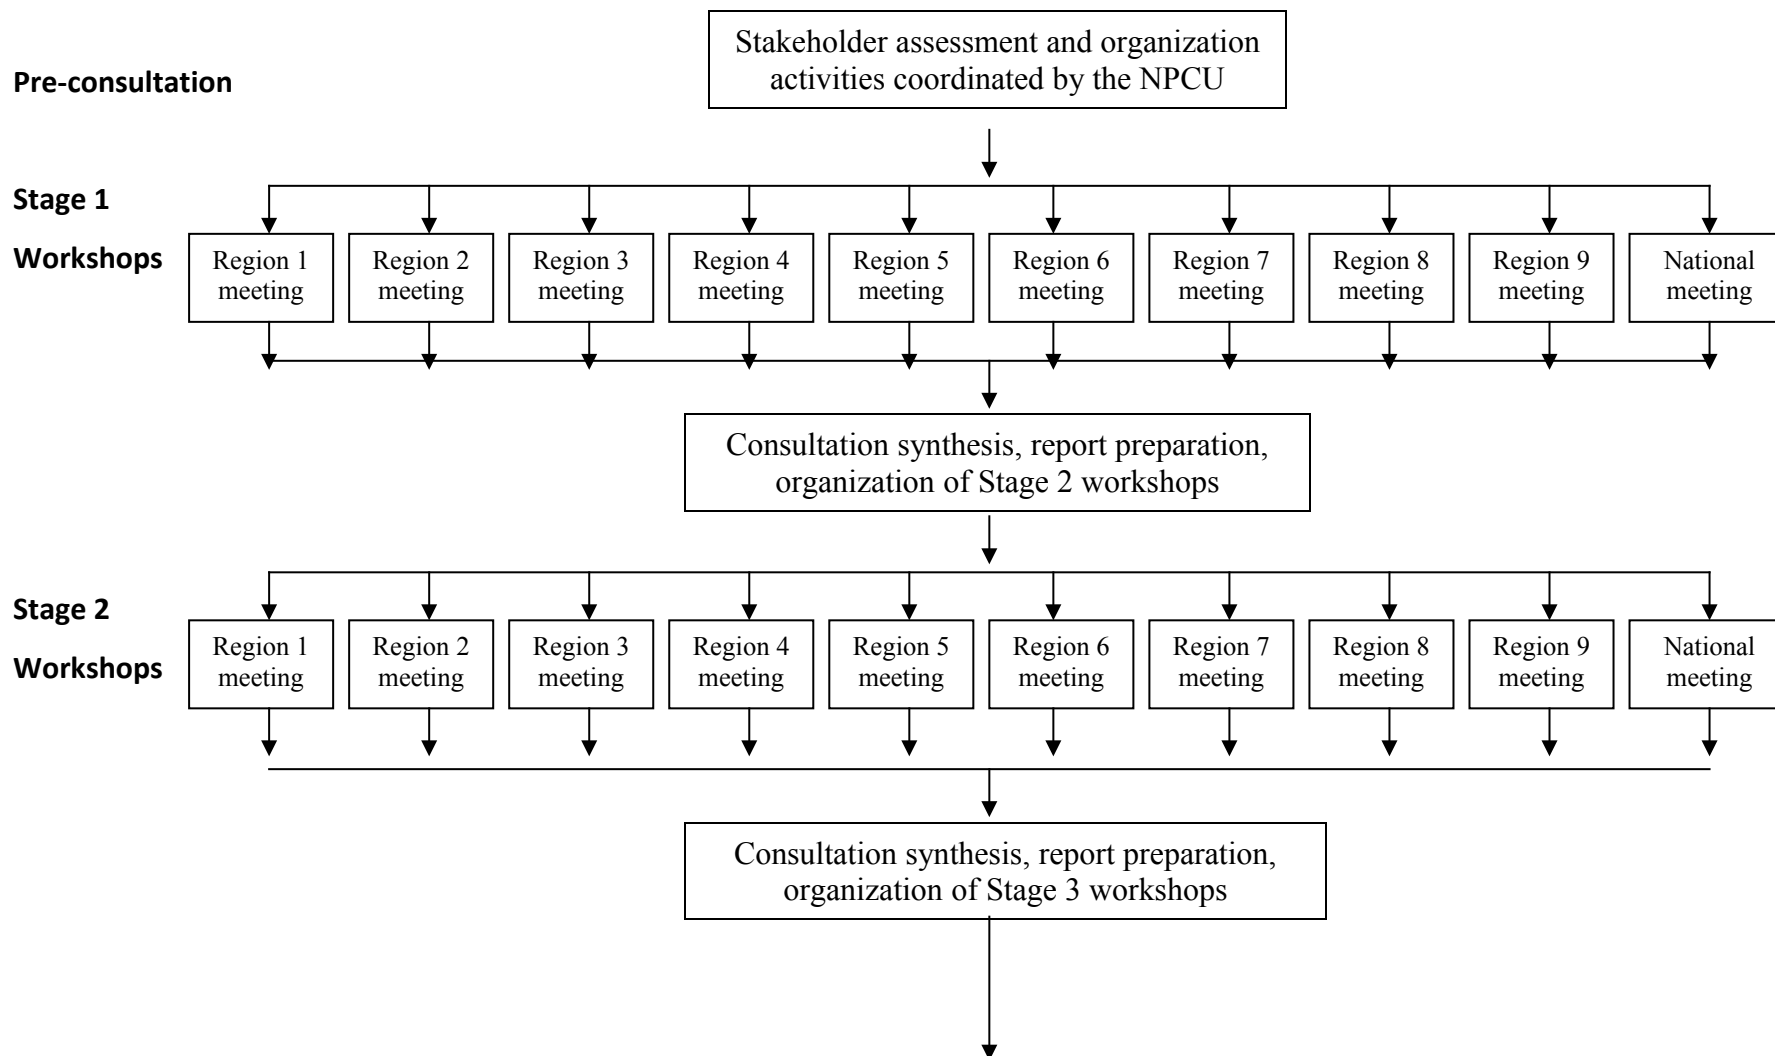 Pre-consultation
Stakeholder assessment and organization
activities coordinated by the NPCU
Stage 1
Workshops
Region 1
meeting
Region 2
meeting
Region 3
meeting
Region 4
meeting
Region 5
meeting
Region 6
meeting
Region 7
meeting
Region 8
meeting
Region 9
meeting
National
meeting
Consultation synthesis, report preparation,
organization of Stage 2 workshops
Stage 2
Workshops
Region 1
meeting
Region 2
meeting
Region 3
meeting
Region 4
meeting
Region 5
meeting
Region 6
meeting
Region 7
meeting
Region 8
meeting
Region 9
meeting
National
meeting
Consultation synthesis, report preparation,
organization of Stage 3 workshops